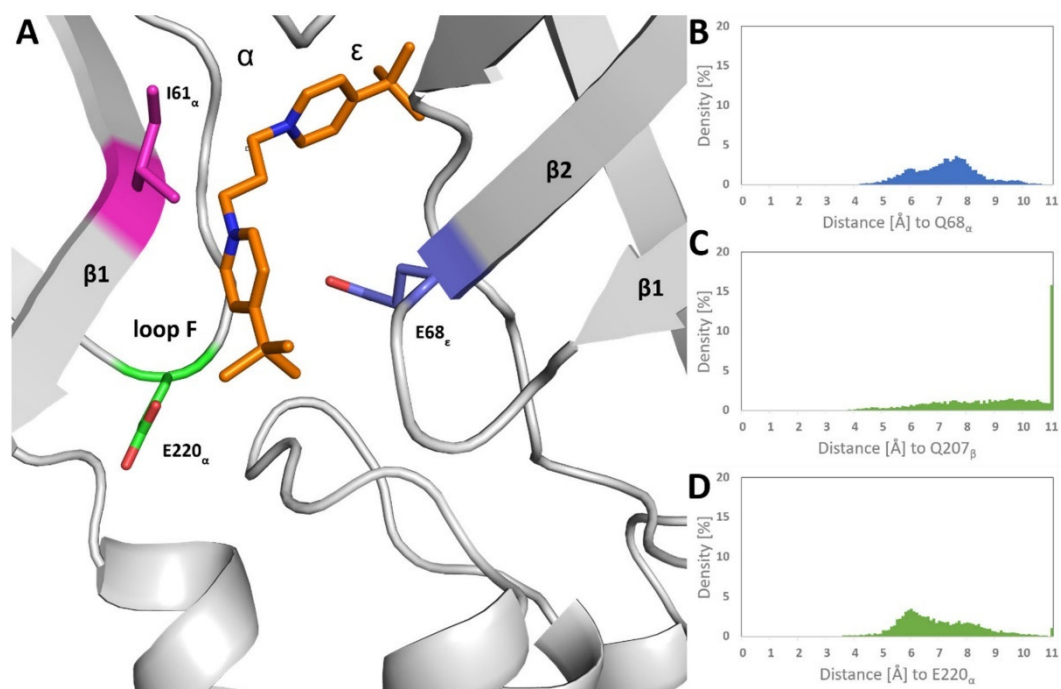 A
α
ε
I61α
β2
β1
β1
loop F
E68ε
E220α
B
Density [%]
20
15
10
5
0
0 1 2 3 4 5 6 7 8 9 10 11
Distance [Å] to Q68α
C
Density [%]
20
15
10
5
0
0 1 2 3 4 5 6 7 8 9 10 11
Distance [Å] to Q207β
D
Density [%]
20
15
10
5
0
0 1 2 3 4 5 6 7 8 9 10 11
Distance [Å] to E220α